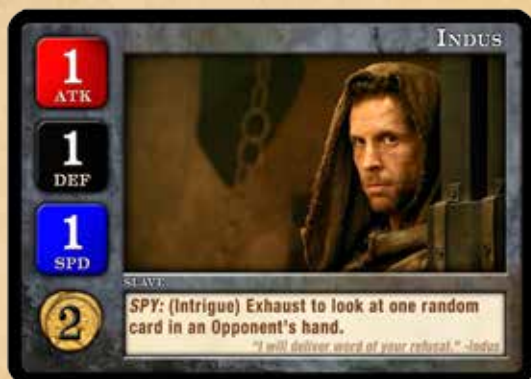 INDUS
1
ATK
1
DEF
1
SPD
SLAVE
2
SPY: (Intrigue) Exhaust to look at one random
card in an Opponent's hand.
"I will deliver word of your refusal." -Indus